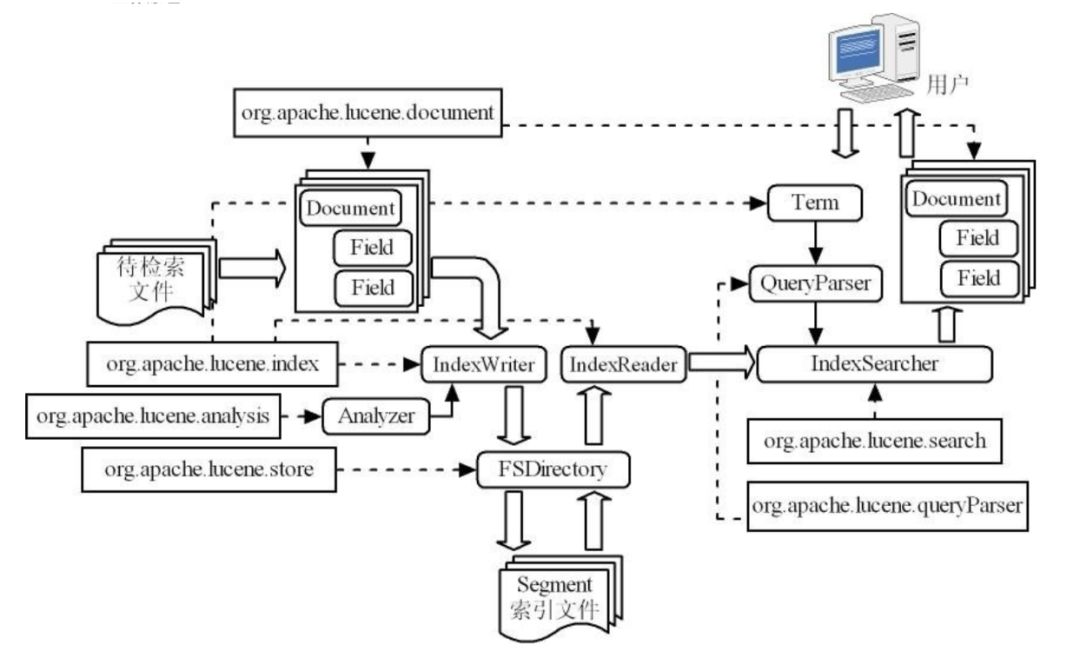 用户
org.apache.lucene.document
Document
Field
Field
Term
Document
Field
Field
待检索
文件
QueryParser
org.apache.lucene.index
IndexWriter
IndexReader
IndexSearcher
org.apache.lucene.analysis
Analyzer
org.apache.lucene.search
org.apache.lucene.store
FSDirectory
org.apache.lucene.queryParser
Segment
索引文件